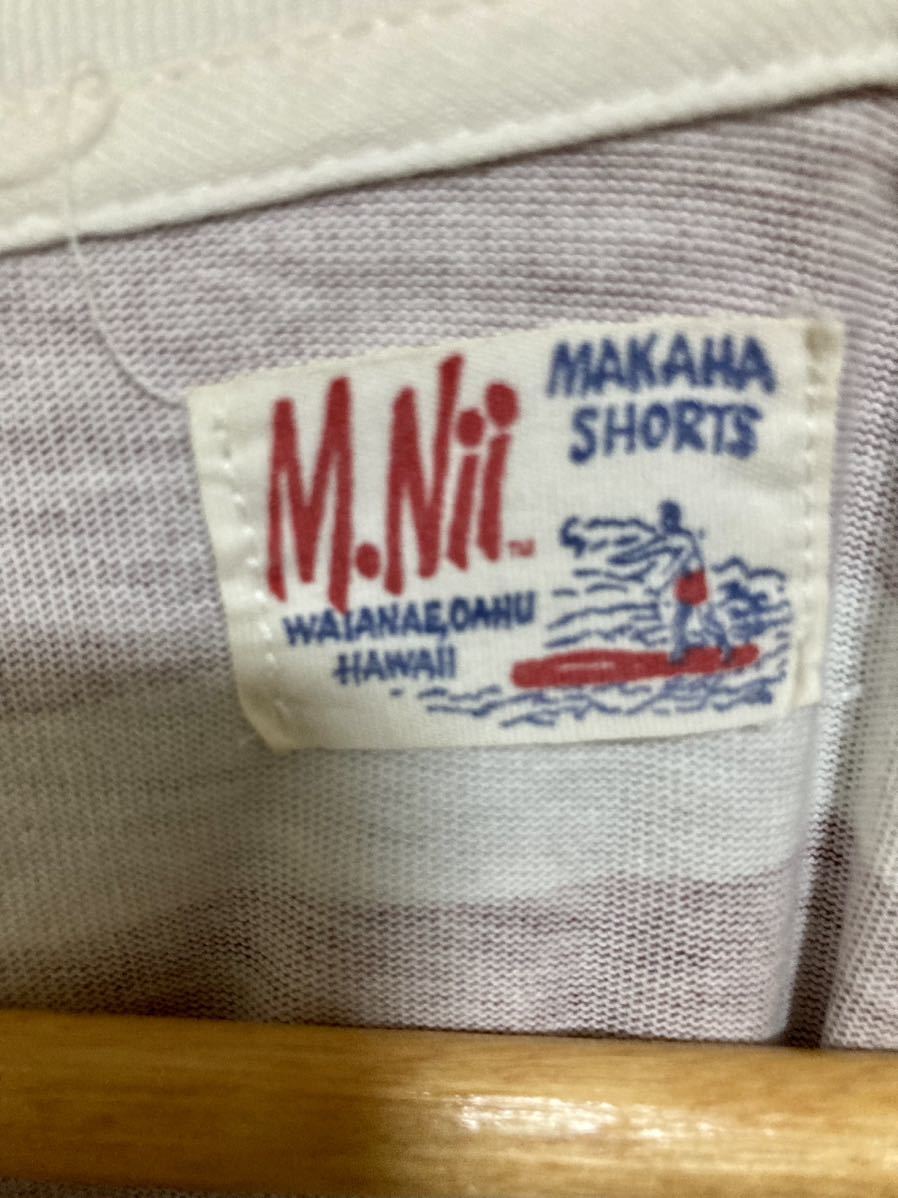 M.Nii™
MAKAHA
SHORTS
WAIANAE, OAHU
HAWAII